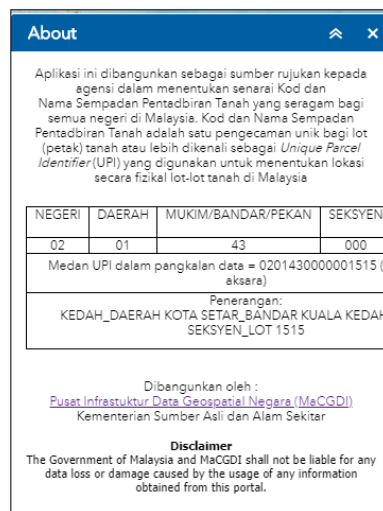 About
Aplikasi ini dibangunkan sebagai sumber rujukan kepada
agensi dalam menentukan senarai Kod dan
Nama Sempadan Pentadbiran Tanah yang seragam bagi
semua negeri di Malaysia. Kod dan Nama Sempadan
Pentadbiran Tanah adalah satu pengecaman unik bagi lot
(petak) tanah atau lebih dikenali sebagai Unique Parcel
Identifier (UPI) yang digunakan untuk menentukan lokasi
secara fizikal lot-lot tanah di Malaysia
NEGERI DAERAH MUKIM/BANDAR/PEKAN SEKSYEN
02 01 43 000
Medan UPI dalam pangkalan data = 0201430000001515 (
aksara)
Penerangan:
KEDAH_DAERAH KOTA SETAR_BANDAR KUALA KEDAH
SEKSYEN_LOT 1515
Dibangunkan oleh :
Pusat Infrastuktur Data Geospatial Negara (MaCGDI)
Kementerian Sumber Asli dan Alam Sekitar
Disclaimer
The Government of Malaysia and MaCGDI shall not be liable for any
data loss or damage caused by the usage of any information
obtained from this portal.